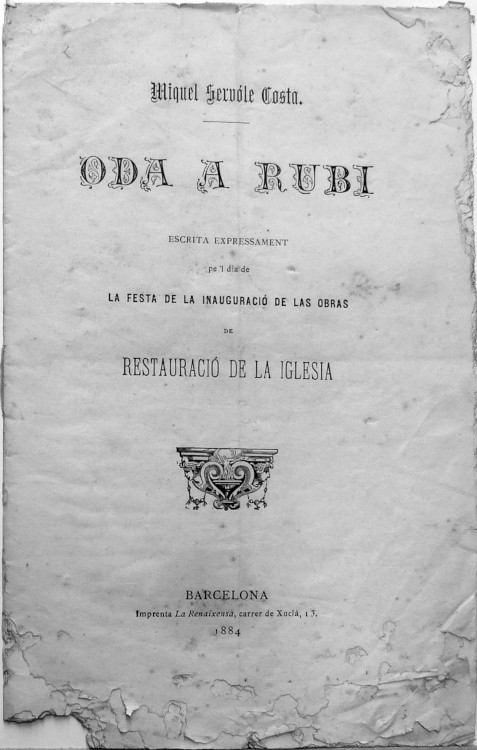 Miquel Servóle Costa.
ODA A RUBI
ESCRITA EXPRESSAMENT
pe 'l dia de
LA FESTA DE LA INAUGURACIÓ DE LAS OBRAS
DE
RESTAURACIÓ DE LA IGLESIA
BARCELONA
Imprenta La Renaixensa, carrer de Xuclá, 13.
1884